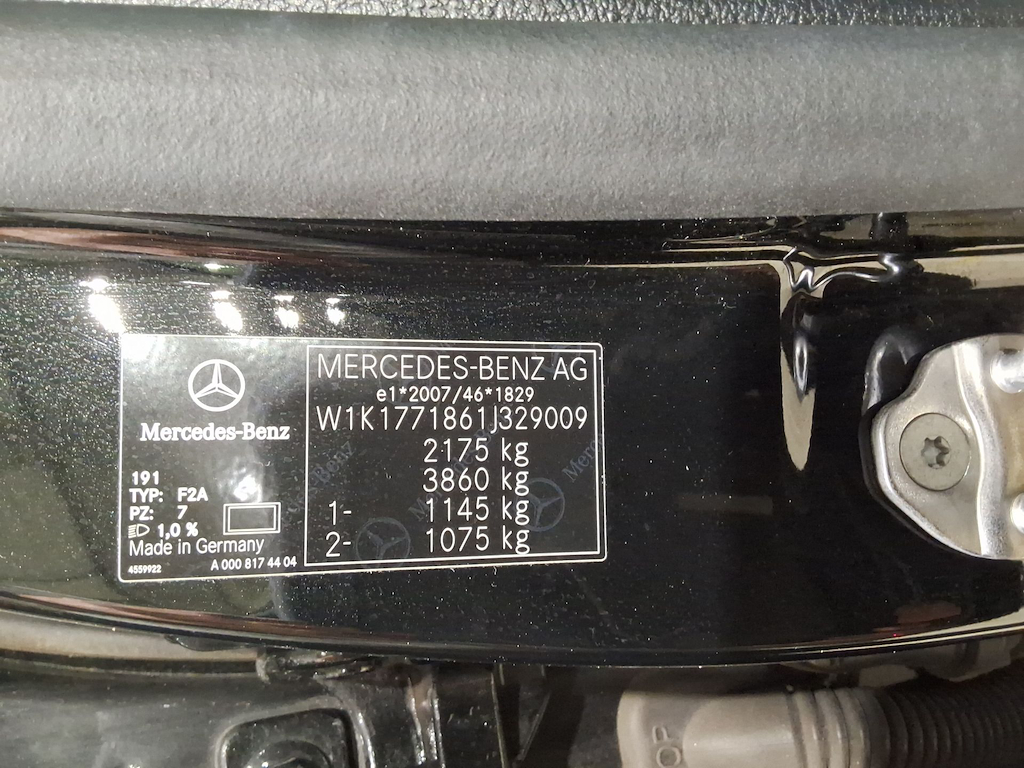 Mercedes-Benz
191
TYP: F2A
PZ: 7
1,0 %
Made in Germany
4559922 A 000 817 44 04
MERCEDES-BENZ AG
e1*2007/46*1829
W1K1771861J329009
2175 kg
3860 kg
1- 1145 kg
2- 1075 kg